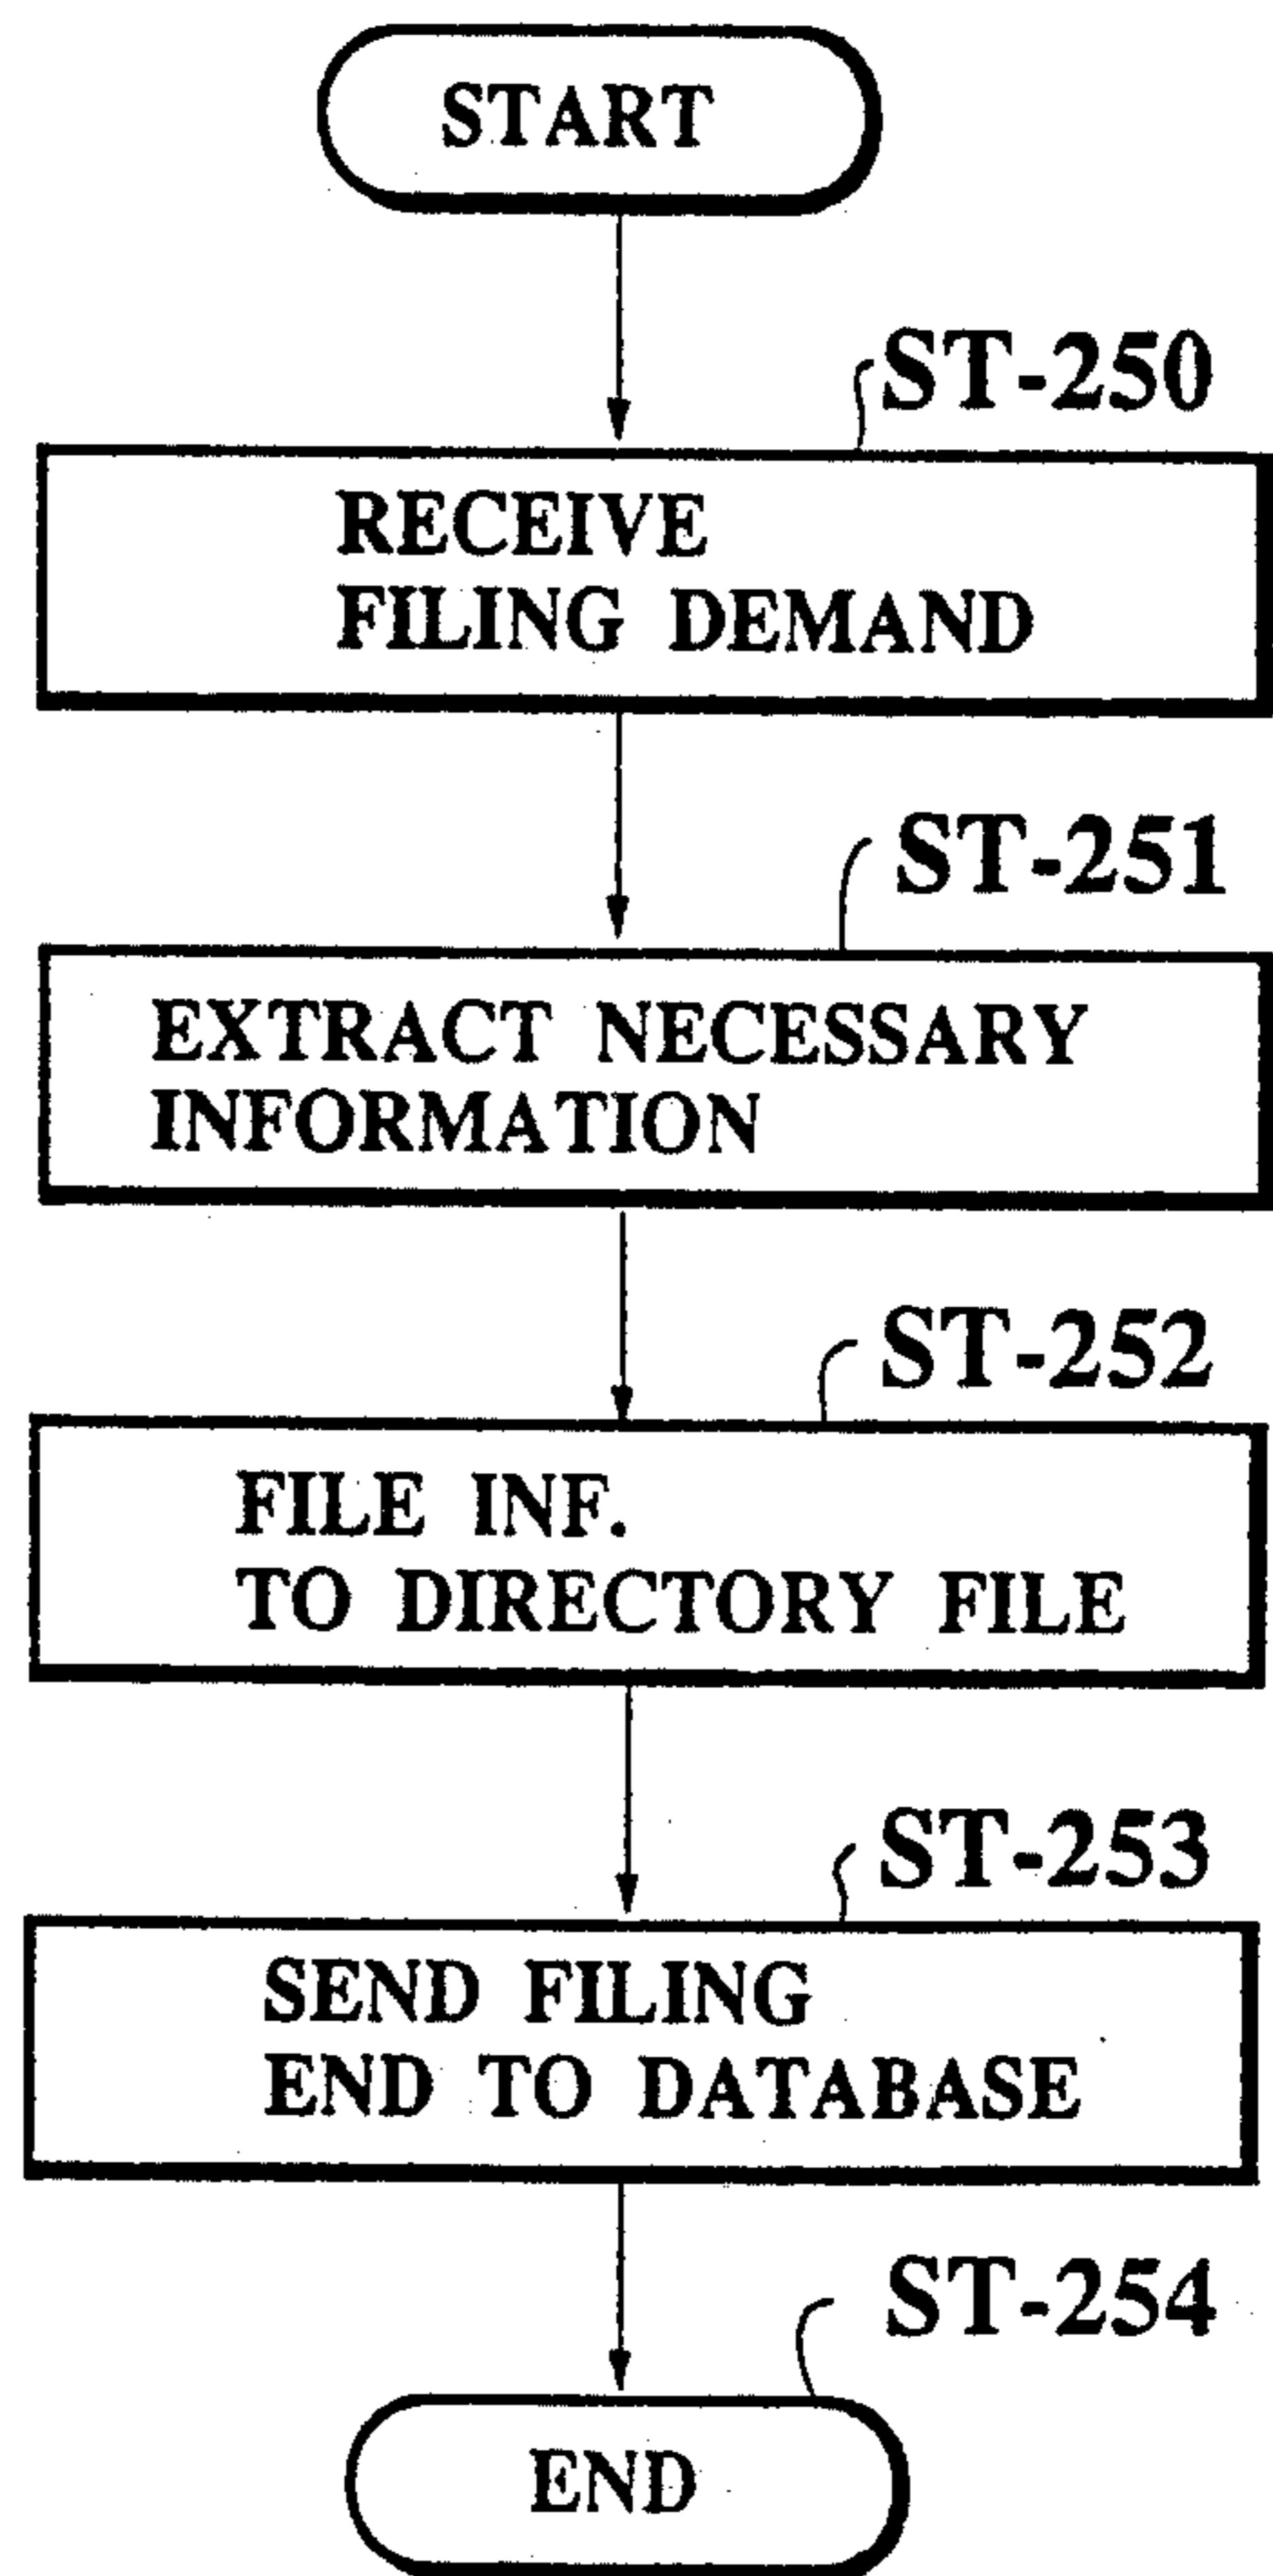 START
ST-250
RECEIVE
FILING DEMAND
ST-251
EXTRACT NECESSARY
INFORMATION
ST-252
FILE INF.
TO DIRECTORY FILE
ST-253
SEND FILING
END TO DATABASE
ST-254
END